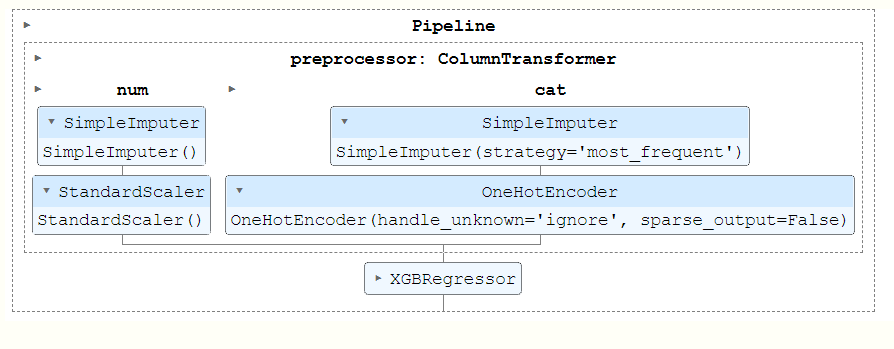 Pipeline
preprocessor: ColumnTransformer
num
cat
SimpleImputer
SimpleImputer()
SimpleImputer
SimpleImputer(strategy='most_frequent')
StandardScaler
StandardScaler()
OneHotEncoder
OneHotEncoder(handle_unknown='ignore', sparse_output=False)
XGBRegressor